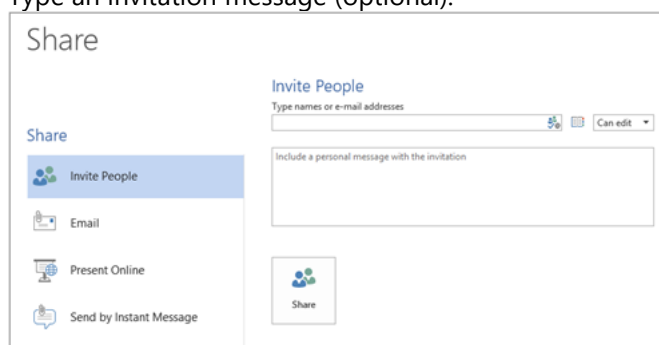 Type an invitation message (optional).
Share
Invite People
Type names or e-mail addresses
Can edit
Share
Include a personal message with the invitation
Invite People
Email
Present Online
Share
Send by Instant Message